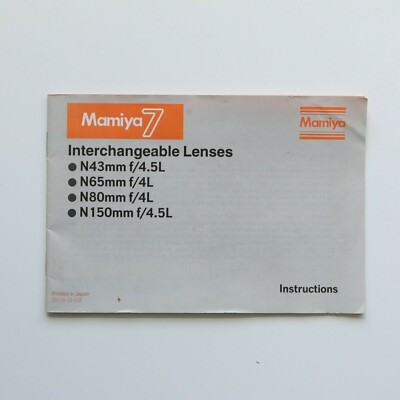 Mamiya 7
Mamiya
Interchangeable Lenses
● N43mm f/4.5L
● N65mm f/4L
● N80mm f/4L
● N150mm f/4.5L
Instructions
Printed in Japan